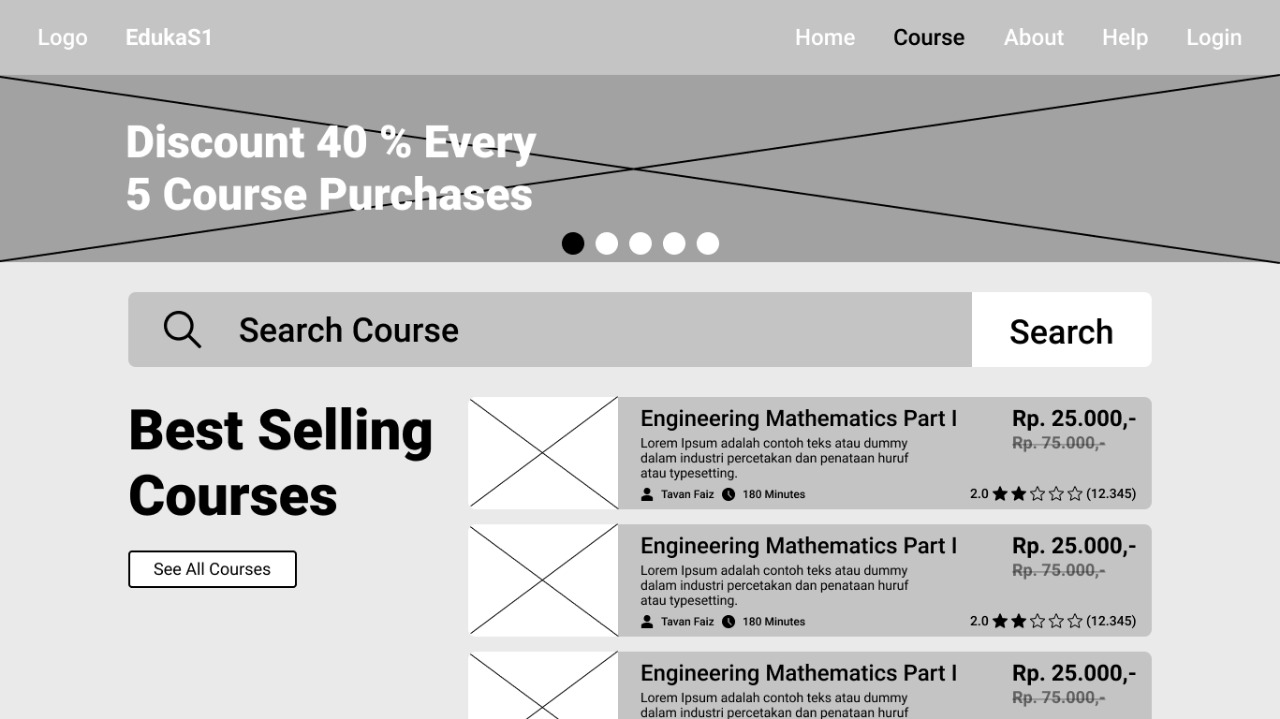 Logo EdukaS1 Home Course About Help Login
Discount 40 % Every
5 Course Purchases
Search Course Search
Best Selling
Courses
See All Courses
Engineering Mathematics Part I Rp. 25.000,-
Rp. 75.000,-
Lorem Ipsum adalah contoh teks atau dummy
dalam industri percetakan dan penataan huruf
atau typesetting.
Tavan Faiz 180 Minutes 2.0 (12.345)
Engineering Mathematics Part I Rp. 25.000,-
Rp. 75.000,-
Lorem Ipsum adalah contoh teks atau dummy
dalam industri percetakan dan penataan huruf
atau typesetting.
Tavan Faiz 180 Minutes 2.0 (12.345)
Engineering Mathematics Part I Rp. 25.000,-
Rp. 75.000,-
Lorem Ipsum adalah contoh teks atau dummy
dalam industri percetakan dan penataan huruf